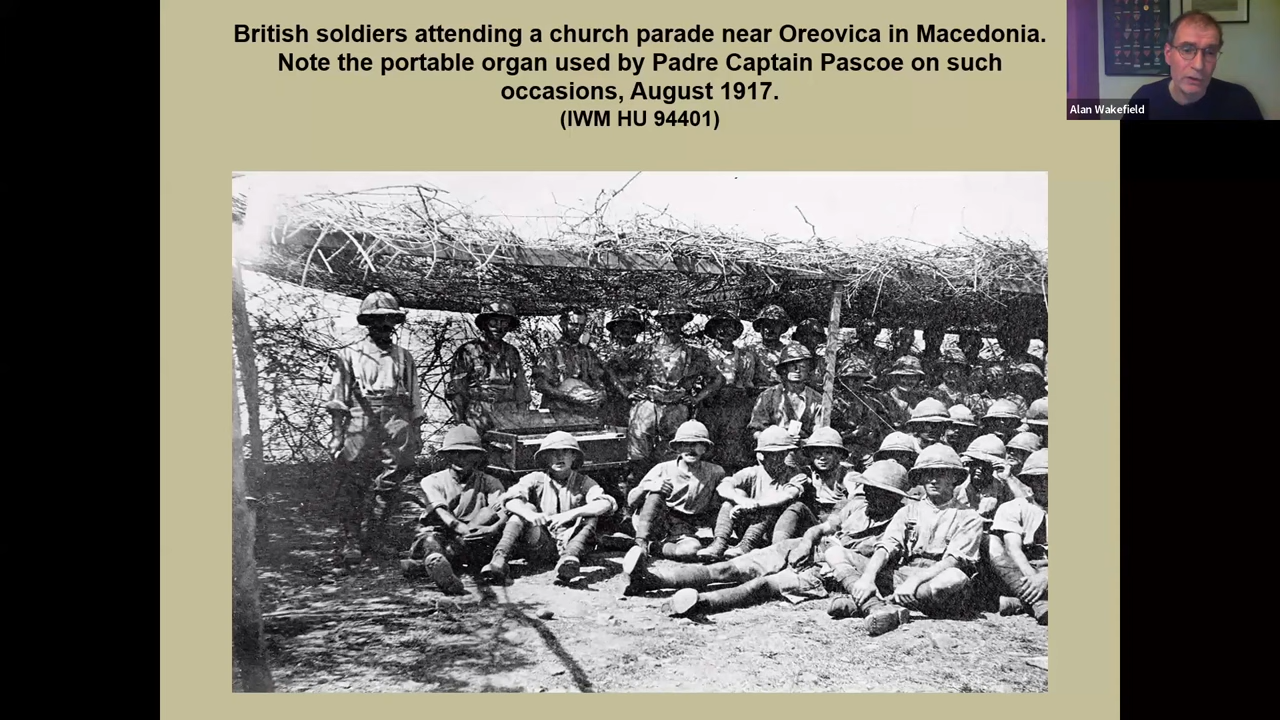 British soldiers attending a church parade near Oreovica in Macedonia.
Note the portable organ used by Padre Captain Pascoe on such
occasions, August 1917.
(IWM HU 94401)
Alan Wakefield